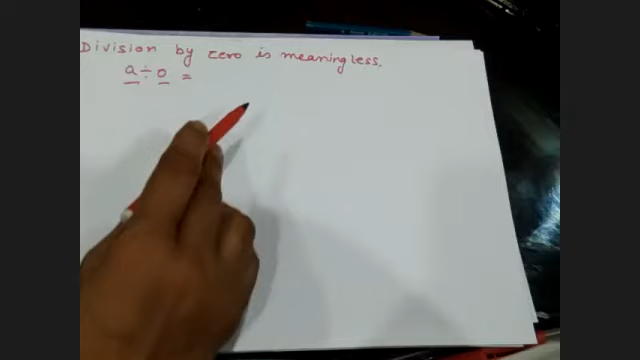 Division by zero is meaningless.
a ÷ 0 =